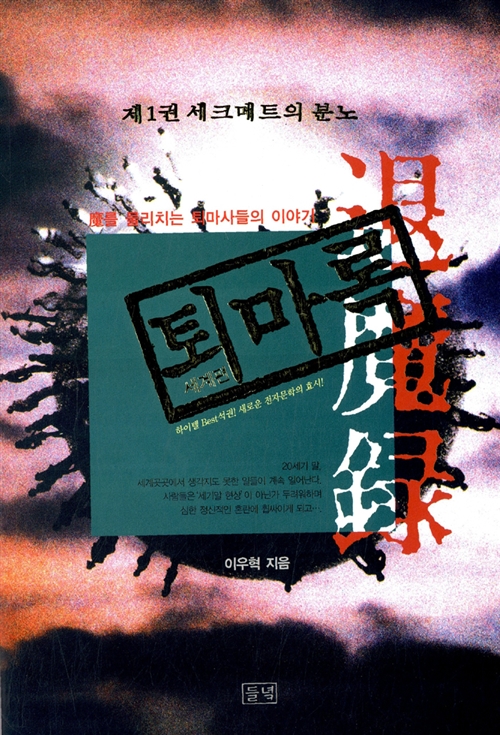 제1권 세크메트의 분노
魔를 물리치는 퇴마사들의 이야기
退魔録
퇴마록
세계편
하이텔 Best석권! 새로운 전자문학의 효시!
20세기 말,
세계곳곳에서 생각지도 못한 일들이 계속 일어난다.
사람들은 '세기말 현상'이 아닌가 두려워하며
심한 정신적인 혼란에 휩싸이게 되고….
이우혁 지음
들녘